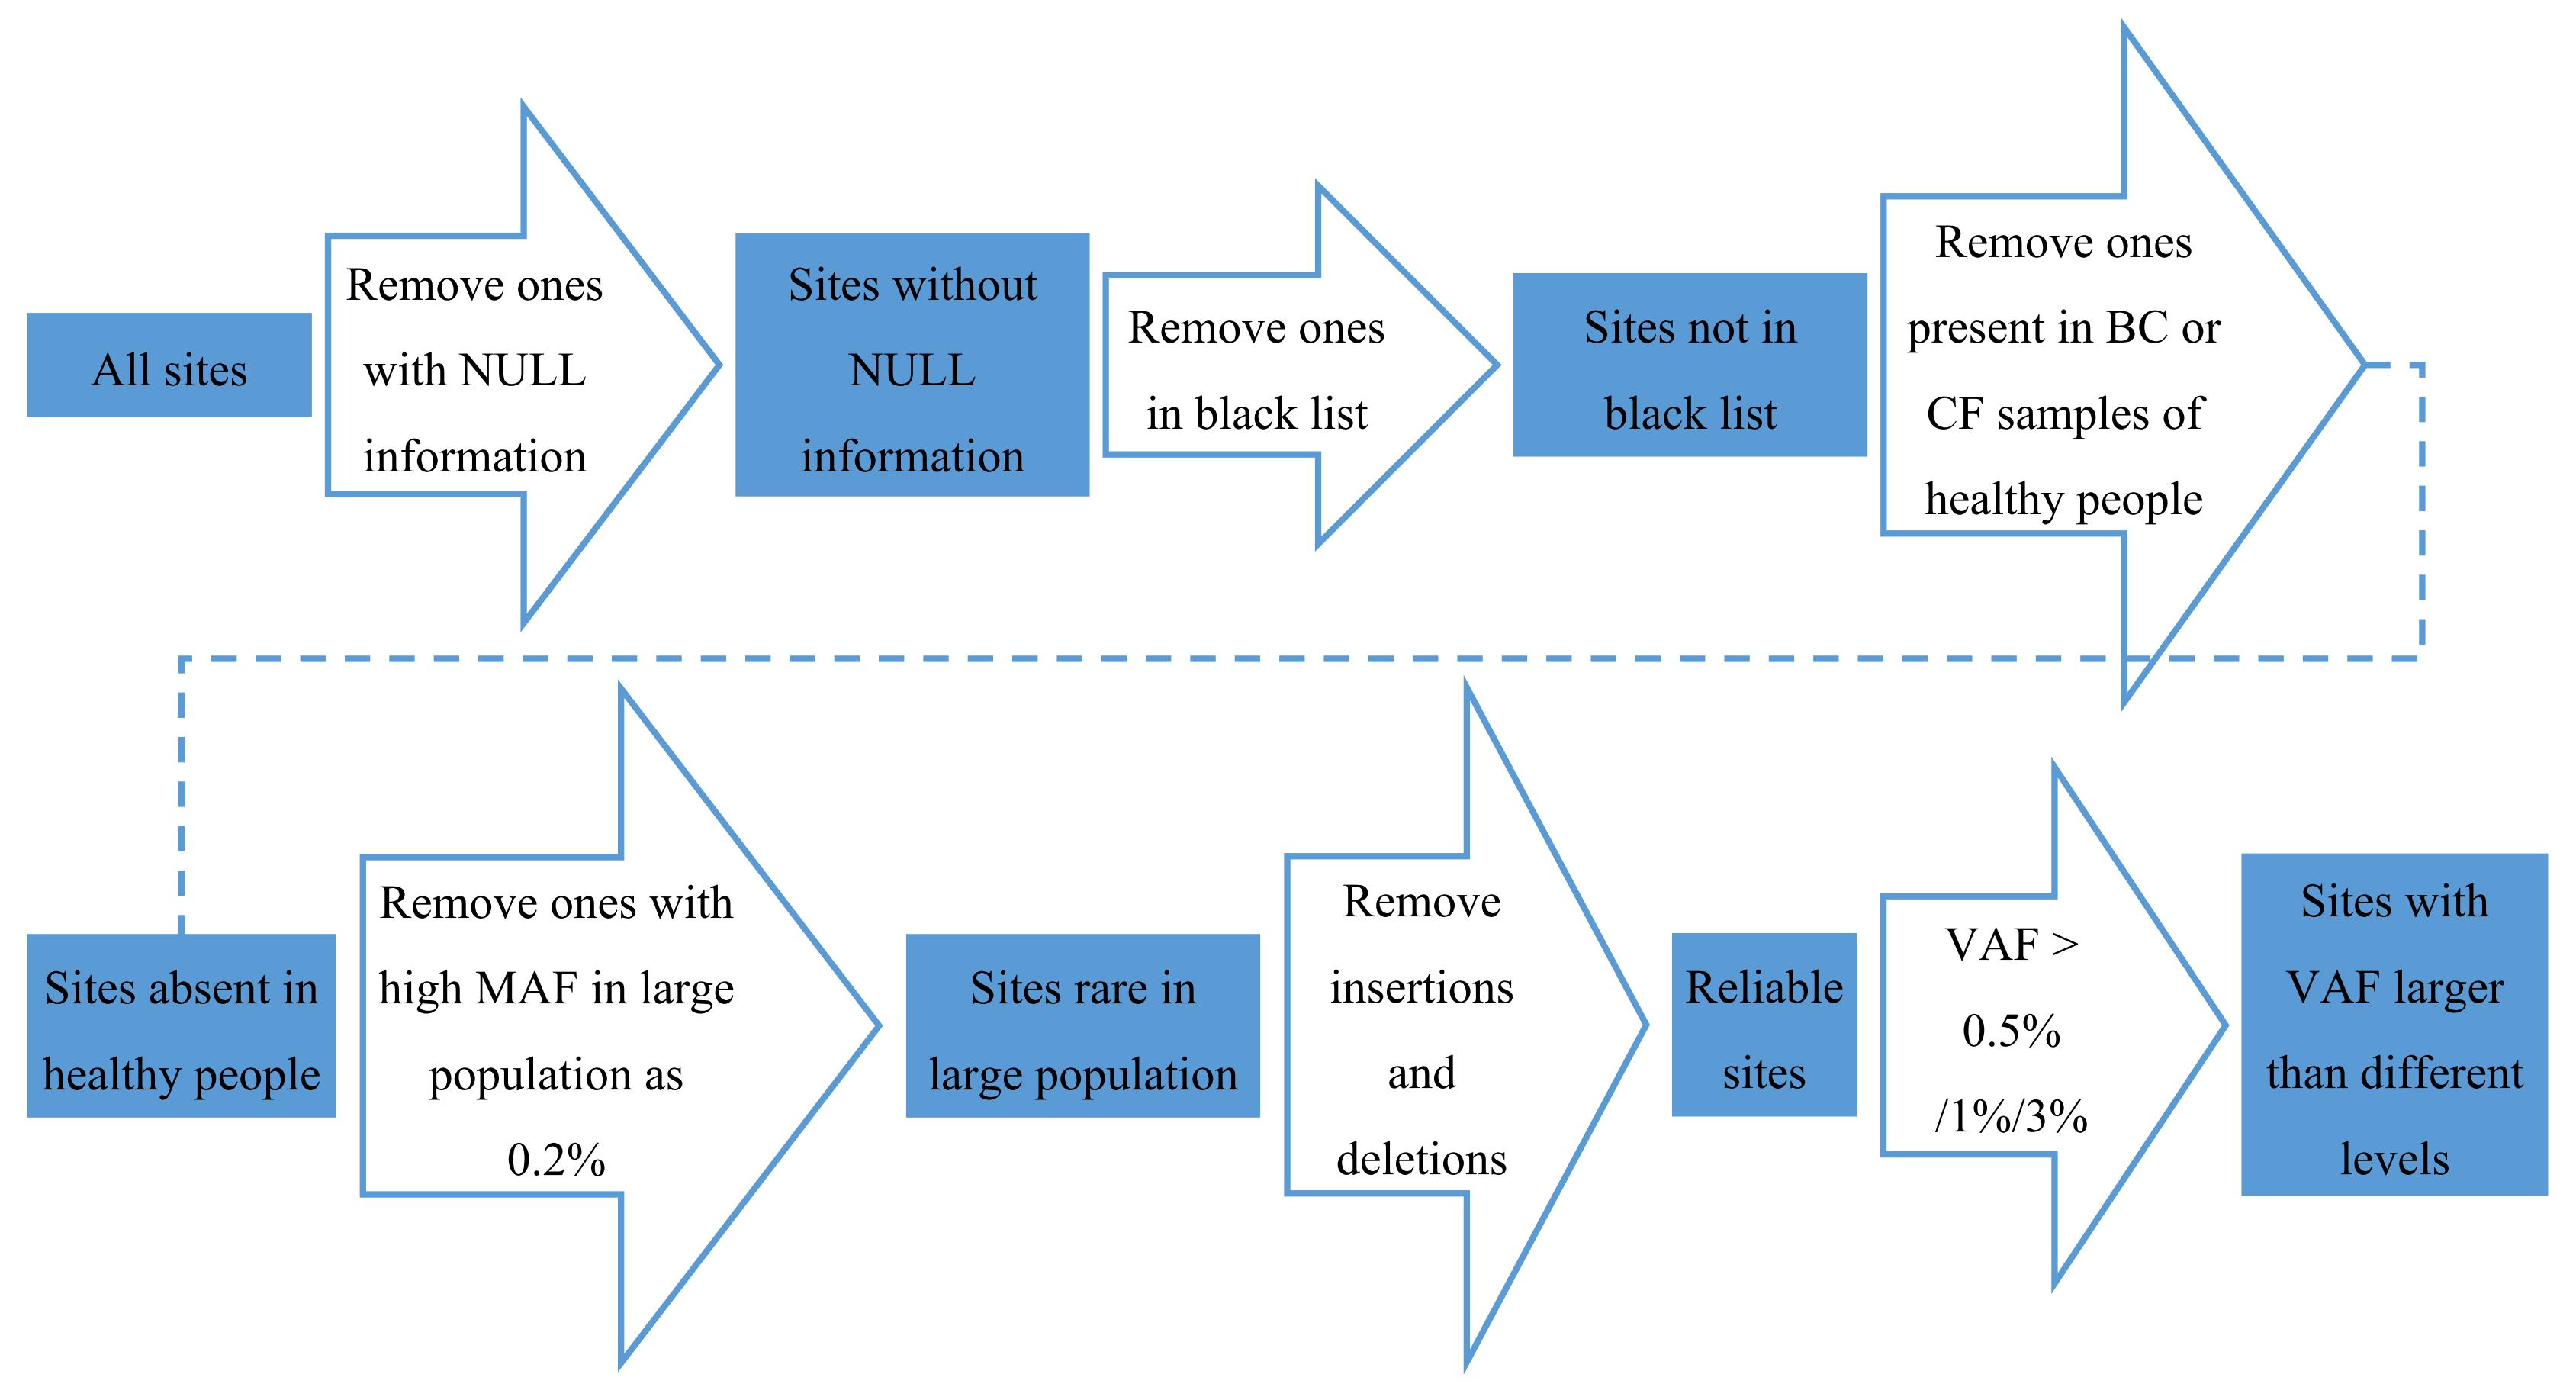 All sites
Remove ones
with NULL
information
Sites without
NULL
information
Remove ones
in black list
Sites not in
black list
Remove ones
present in BC or
CF samples of
healthy people
Sites absent in
healthy people
Remove ones with
high MAF in large
population as
0.2%
Sites rare in
large population
Remove
insertions
and
deletions
Reliable
sites
VAF >
0.5%
/1%/3%
Sites with
VAF larger
than different
levels